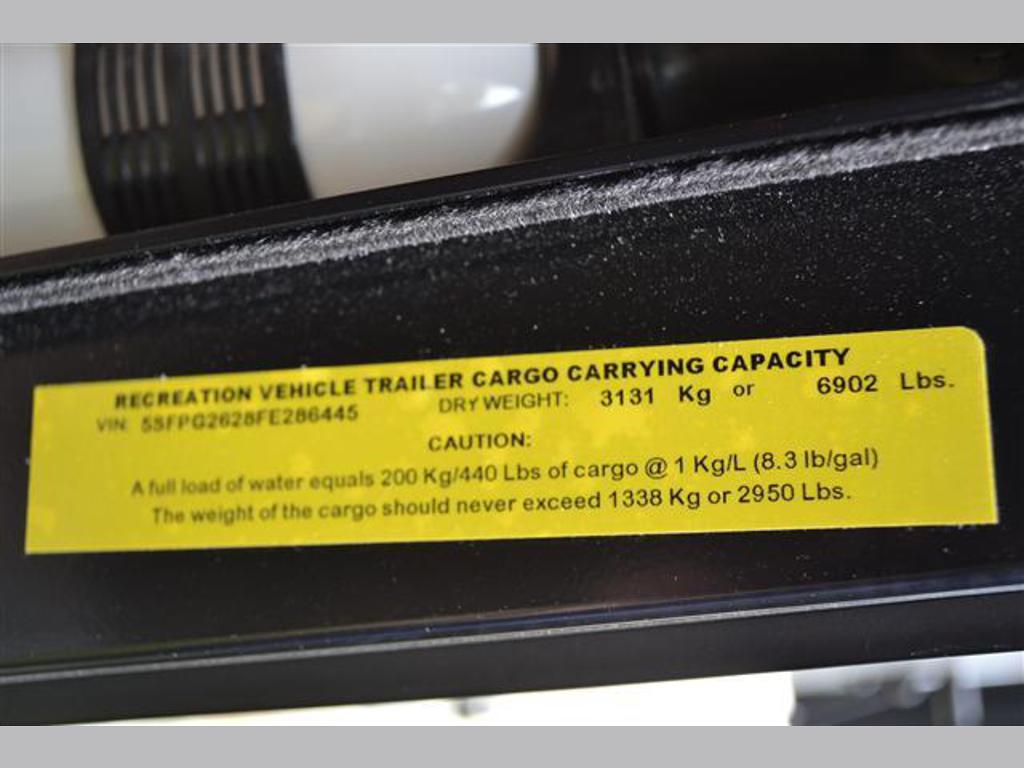 RECREATION VEHICLE TRAILER CARGO CARRYING CAPACITY
VIN: 5SFPG2628FE286445 DRY WEIGHT: 3131 Kg or 6902 Lbs.
CAUTION:
A full load of water equals 200 Kg/440 Lbs of cargo @ 1 Kg/L (8.3 lb/gal)
The weight of the cargo should never exceed 1338 Kg or 2950 Lbs.